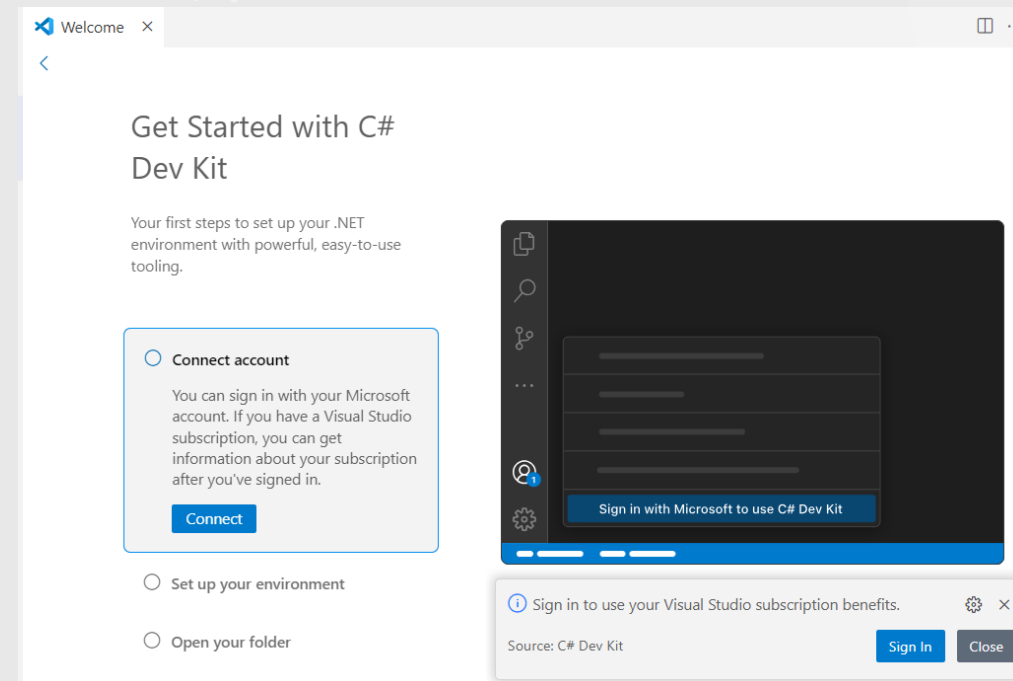 Welcome
Get Started with C#
Dev Kit
Your first steps to set up your .NET
environment with powerful, easy-to-use
tooling.
Connect account
You can sign in with your Microsoft
account. If you have a Visual Studio
subscription, you can get
information about your subscription
after you've signed in.
Connect
Set up your environment
Open your folder
1
Sign in with Microsoft to use C# Dev Kit
Sign in to use your Visual Studio subscription benefits.
Source: C# Dev Kit
Sign In
Close